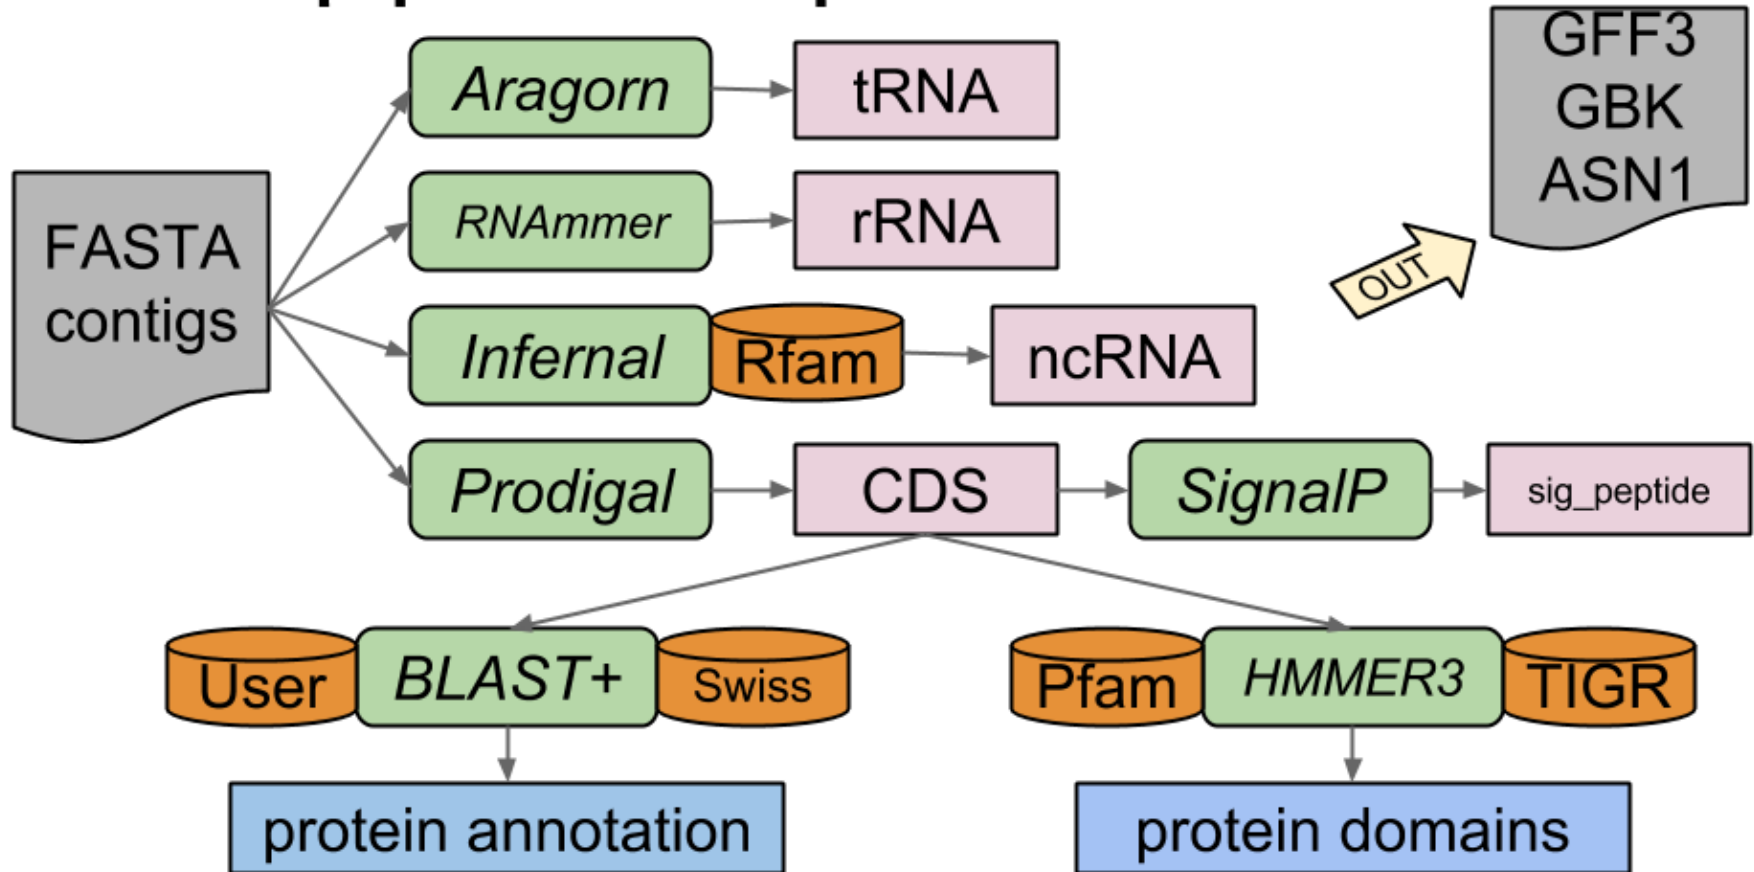 GFF3
GBK
ASN1
Aragorn
tRNA
RNAmmer
rRNA
FASTA
contigs
OUT
Infernal
Rfam
ncRNA
Prodigal
CDS
SignalP
sig_peptide
User
BLAST+
Swiss
Pfam
HMMER3
TIGR
protein annotation
protein domains